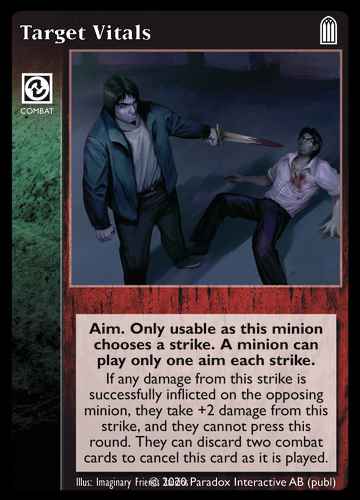 Target Vitals
COMBAT
Aim. Only usable as this minion
chooses a strike. A minion can
play only one aim each strike.
If any damage from this strike is
successfully inflicted on the opposing
minion, they take +2 damage from this
strike, and they cannot press this
round. They can discard two combat
cards to cancel this card as it is played.
Illus: Imaginary Friends © 2020 Paradox Interactive AB (publ)